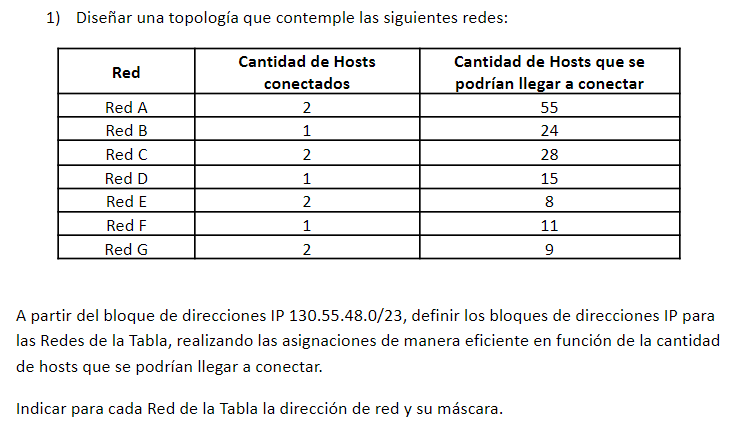 1) Diseñar una topología que contemple las siguientes redes:
Red Cantidad de Hosts conectados Cantidad de Hosts que se podrían llegar a conectar
Red A 2 55
Red B 1 24
Red C 2 28
Red D 1 15
Red E 2 8
Red F 1 11
Red G 2 9
A partir del bloque de direcciones IP 130.55.48.0/23, definir los bloques de direcciones IP para
las Redes de la Tabla, realizando las asignaciones de manera eficiente en función de la cantidad
de hosts que se podrían llegar a conectar.
Indicar para cada Red de la Tabla la dirección de red y su máscara.